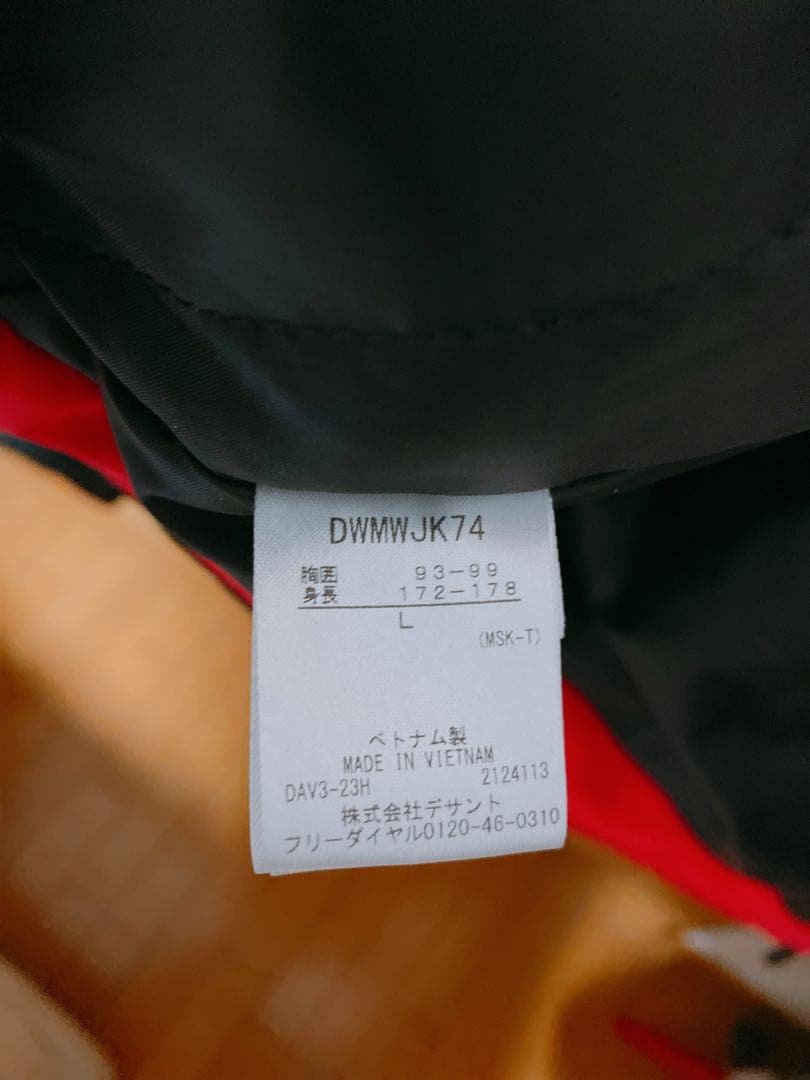 DWMWJK74
胸囲 93-99
身長 172-178
L
(MSK-T)
ベトナム製
MADE IN VIETNAM
DAV3-23H 2124113
株式会社デサント
フリーダイヤル0120-46-0310